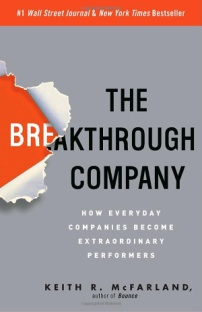 #1 Wall Street Journal & New York Times Bestseller
THE
BREAKTHROUGH
COMPANY
HOW EVERYDAY
COMPANIES BECOME
EXTRAORDINARY
PERFORMERS
KEITH R. McFARLAND,
author of Bounce